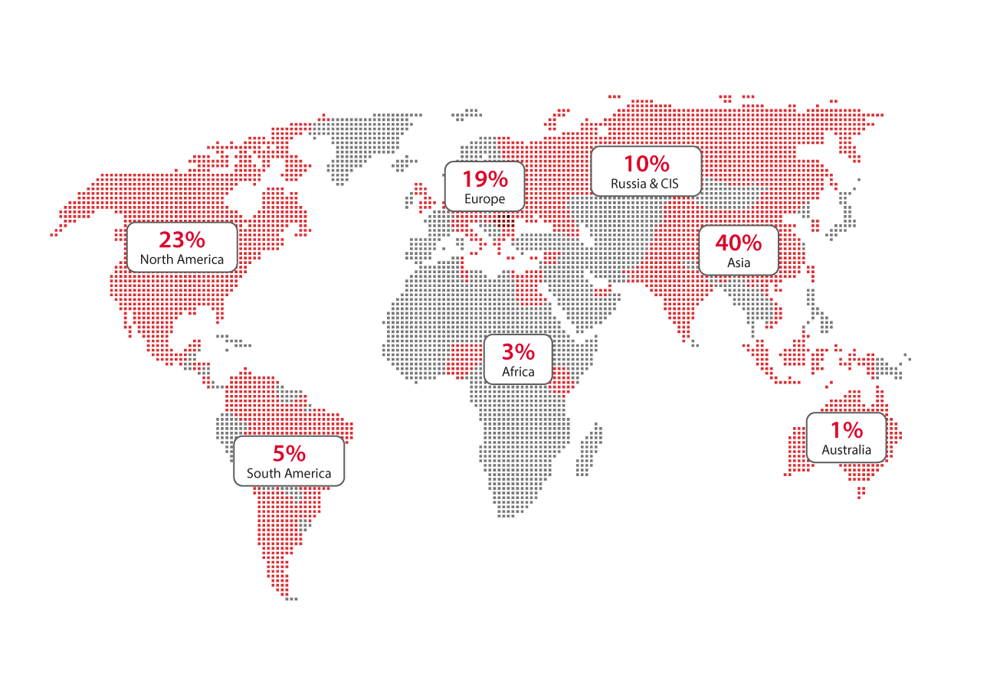 10%
Russia & CIS
19%
Europe
23%
North America
40%
Asia
3%
Africa
1%
Australia
5%
South America